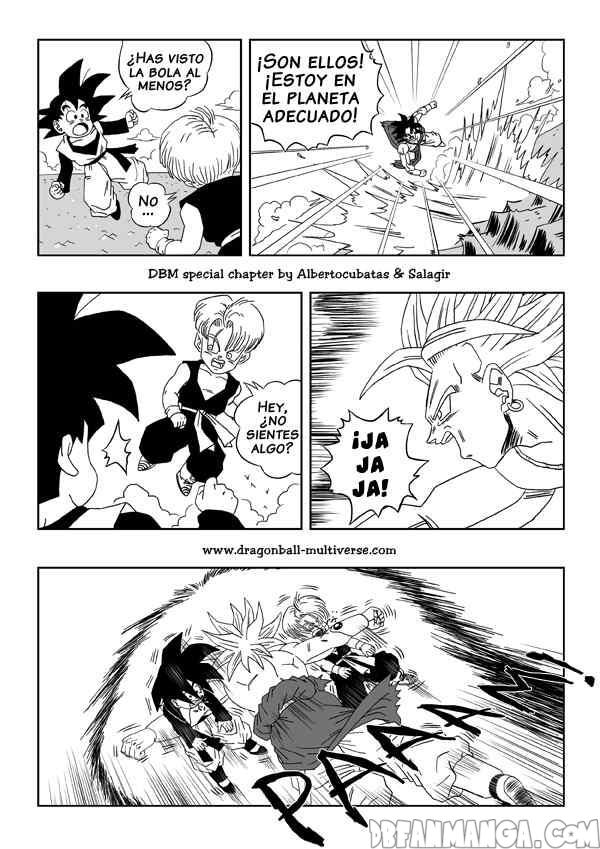 ¿Has visto
la bola al
menos?
No
...
¡Son ellos!
¡Estoy en
el planeta
adecuado!
DBM special chapter by Albertocubatas & Salagir
Hey,
¿no
sientes
algo?
¡Ja
ja
ja!
www.dragonball-multiverse.com
PAAAM!
DBFANMANGA.COM